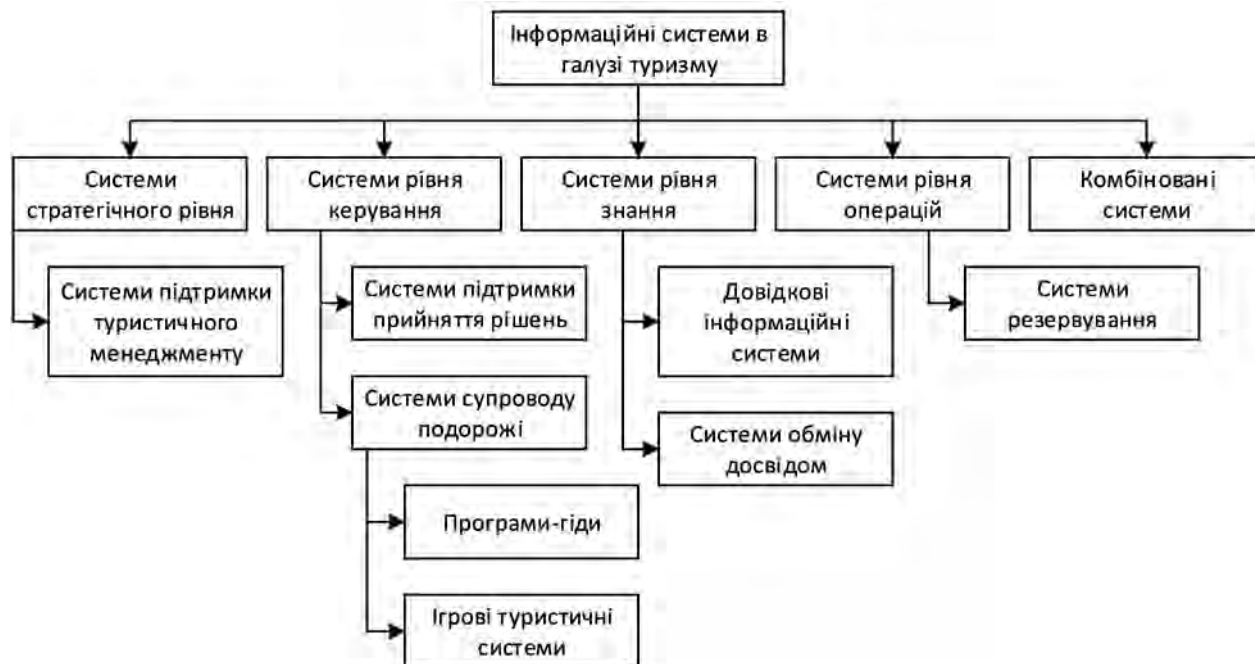 Інформаційні системи в
галузі туризму
Системи
стратегічного рівня
Системи рівня
керування
Системи рівня
знання
Системи рівня
операцій
Комбіновані
системи
Системи підтримки
туристичного
менеджменту
Системи підтримки
прийняття рішень
Системи супроводу
подорожі
Програми-гіди
Ігрові туристичні
системи
Довідкові
інформаційні
системи
Системи обміну
досвідом
Системи
резервування